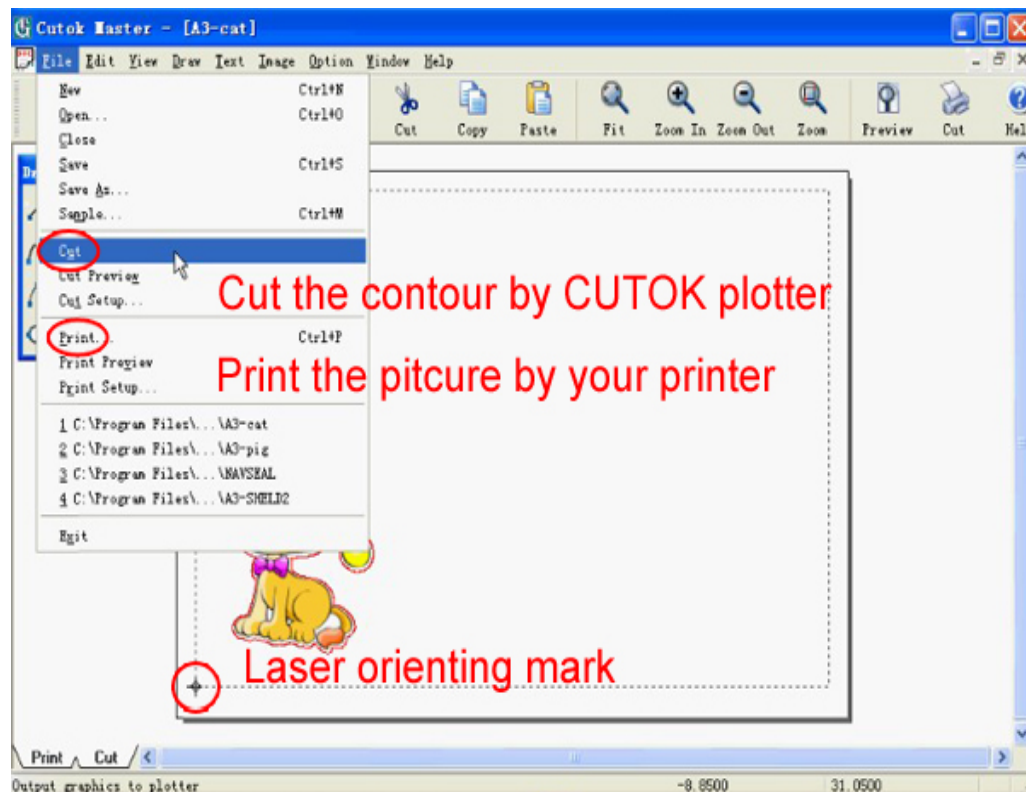 Cutok Master - [A3-cat]
File Edit View Draw Text Image Option Window Help
New Ctrl+N
Open... Ctrl+O
Close
Save Ctrl+S
Save As...
Sample... Ctrl+M
Cut
Cut Preview
Cut Setup...
Print... Ctrl+P
Print Preview
Print Setup...
1 C:\Program Files\...\A3-cat
2 C:\Program Files\...\A3-pig
3 C:\Program Files\...\NAVSEAL
4 C:\Program Files\...\A3-SHELD2
Exit
Cut Copy Paste Fit Zoom In Zoom Out Zoom Preview Cut Hel
Cut the contour by CUTOK plotter
Print the pitcure by your printer
Laser orienting mark
Print Cut
Output graphics to plotter -8.8500 31.0500